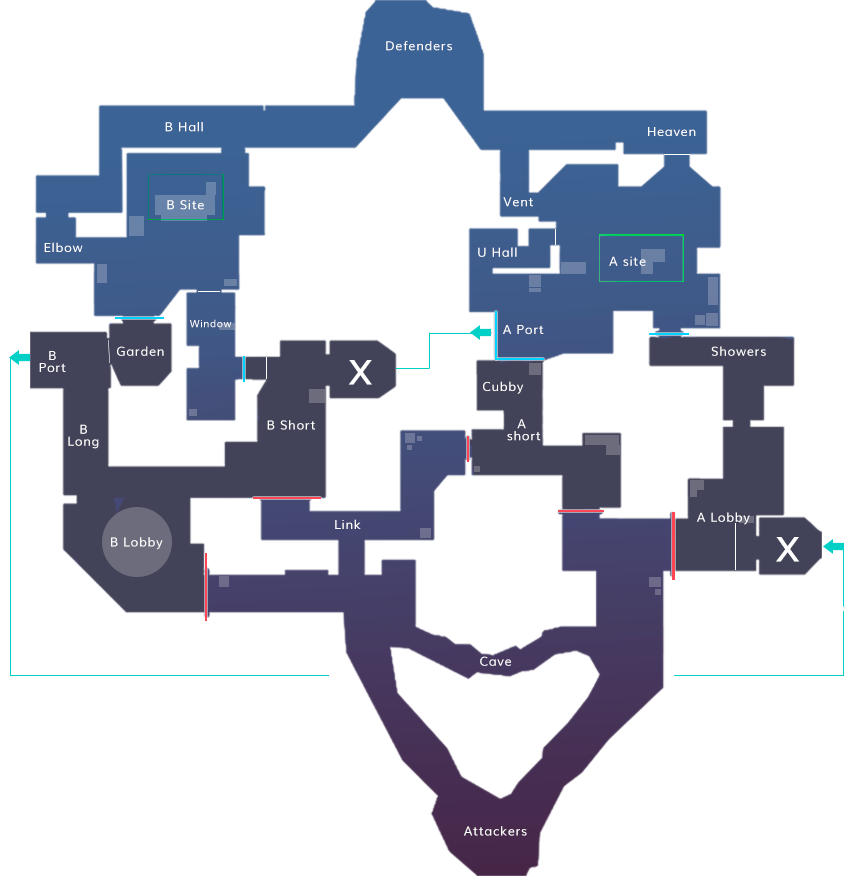 Defenders
B Hall
Heaven
B Site
Vent
Elbow
U Hall
A site
Window
A Port
B
Port
Garden
Showers
X
Cubby
B
Long
B Short
A
short
Link
A Lobby
B Lobby
X
Cave
Attackers